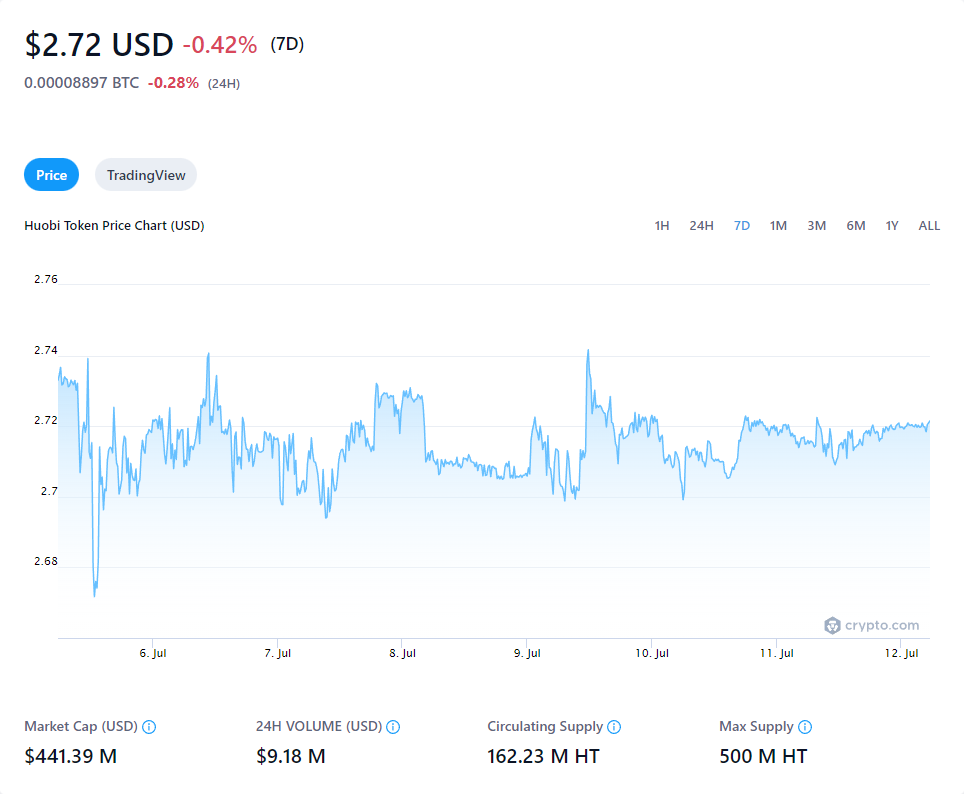 $2.72 USD -0.42% (7D)
0.00008897 BTC -0.28% (24H)
Price TradingView
Huobi Token Price Chart (USD) 1H 24H 7D 1M 3M 6M 1Y ALL
2.76
2.74
2.72
2.7
2.68
crypto.com
6. Jul 7. Jul 8. Jul 9. Jul 10. Jul 11. Jul 12. Jul
Market Cap (USD) 24H VOLUME (USD) Circulating Supply Max Supply
$441.39 M $9.18 M 162.23 M HT 500 M HT